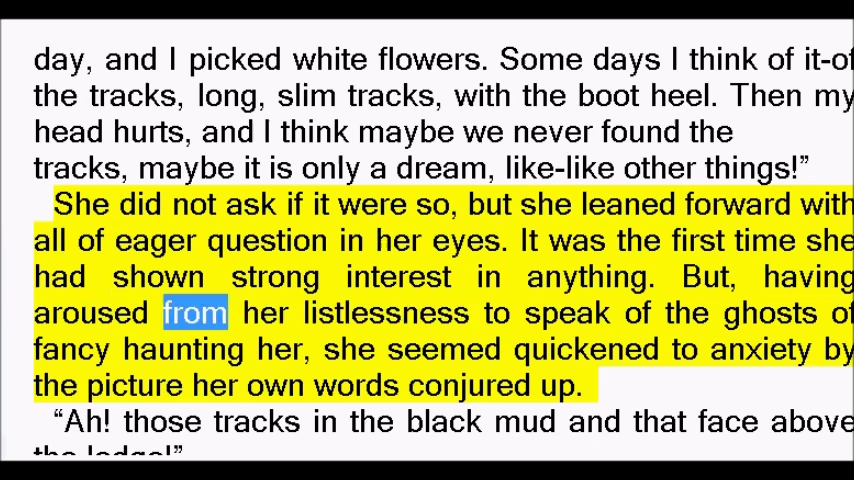 day, and I picked white flowers. Some days I think of it-of
the tracks, long, slim tracks, with the boot heel. Then my
head hurts, and I think maybe we never found the
tracks, maybe it is only a dream, like-like other things!”
She did not ask if it were so, but she leaned forward with
all of eager question in her eyes. It was the first time she
had shown strong interest in anything. But, having
aroused from her listlessness to speak of the ghosts of
fancy haunting her, she seemed quickened to anxiety by
the picture her own words conjured up.
“Ah! those tracks in the black mud and that face above
the ledge!”